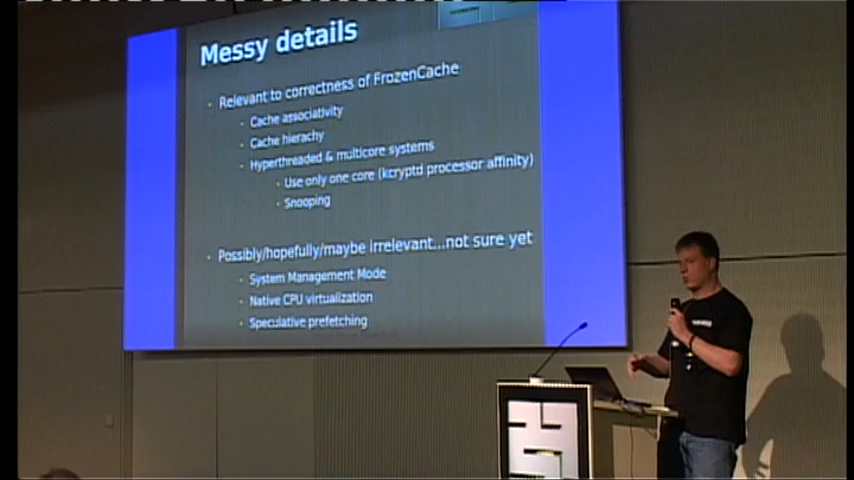 Messy details
Relevant to correctness of FrozenCache
Cache associativity
Cache hierachy
Hyperthreaded & multicore systems
Use only one core (kcryptd processor affinity)
Snooping
Possibly/hopefully/maybe irrelevant...not sure yet
System Management Mode
Native CPU virtualization
Speculative prefetching